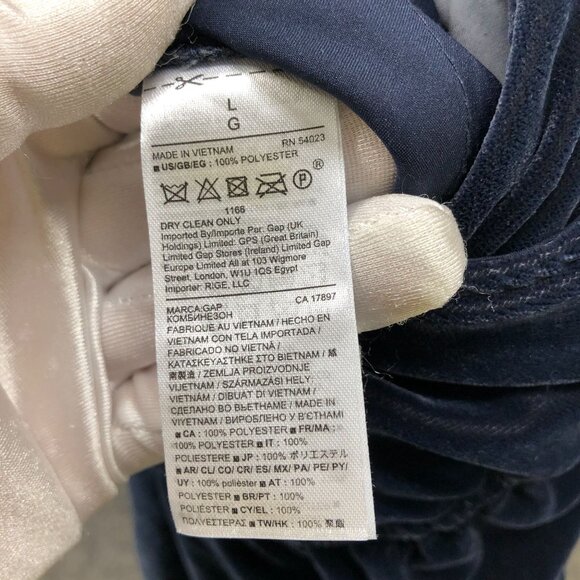 L
G
MADE IN VIETNAM RN 54023
■ US/GB/EG : 100% POLYESTER
P ®
1166
DRY CLEAN ONLY
Imported By/Importe Par: Gap (UK
Holdings) Limited: GPS (Great Britain)
Limited Gap Stores (Ireland) Limited Gap
Europe Limited All at 103 Wigmore
Street, London, W1U 1QS Egypt
Importer: RIGE, LLC
MARCA:GAP CA 17897
КОМБИНЕЗОН
FABRIQUE AU VIETNAM / HECHO EN
VIETNAM CON TELA IMPORTADA /
FABRICADO NO VIETNÃ /
ΚΑΤΑΣΚΕΥΑΣΤΗΚΕ ΣΤΟ ΒΙΕΤΝΑΜ / 越
南製造 / ZEMLJA PROIZVODNJE
VIJETNAM / SZÁRMAZÁSI HELY
VIETNÁM / DIBUAT DI VIETNAM /
СДЕЛАНО ВО ВЬЕТНАМЕ / MAY IN
VIYETNAM / ВИРОБЛЕНО У В'ЄТНАМІ
■ CA : 100% POLYESTER ■ FR/MA :
100% POLYESTER ■ IT : 100%
POLIESTERE ■ JP : 100% ポリエステル
■ AR/CL/CO/CR/ES/MX/PA/PE/PY/
UY : 100% poliéster ■ AT : 100%
POLYESTER ■ BR/PT : 100%
POLIÉSTER ■ CY/EL : 100%
ΠΟΛΥΕΣΤΕΡΑΣ ■ TW/HK : 100% 聚酯